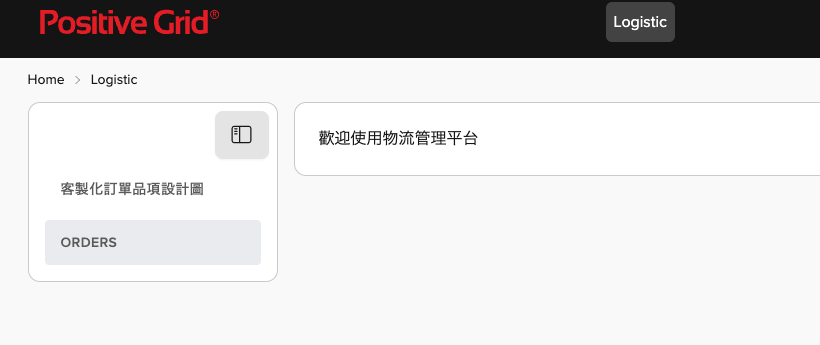 Positive Grid®
Logistic
Home > Logistic
歡迎使用物流管理平台
客製化訂單品項設計圖
ORDERS